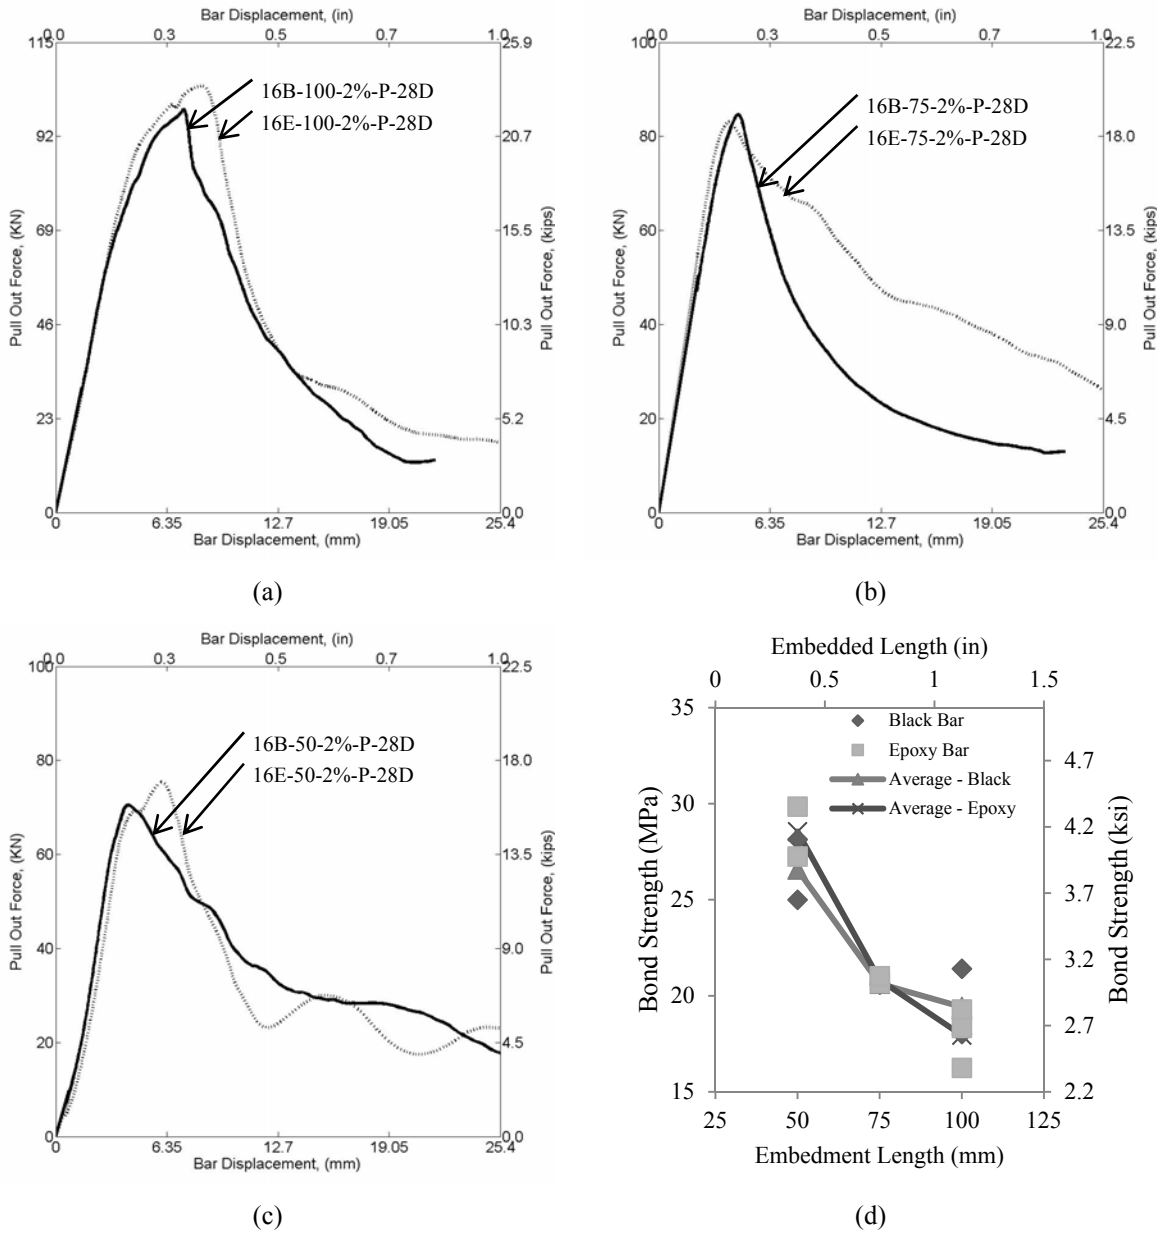 Bar Displacement, (in)
0.0 0.3 0.5 0.7 1.0
115 25.9
16B-100-2%-P-28D
16E-100-2%-P-28D
92 20.7
69 15.5
Pull Out Force, (KN)
Pull Out Force, (kips)
46 10.3
23 5.2
0 0.0
0 6.35 12.7 19.05 25.4
Bar Displacement, (mm)
(a)
Bar Displacement, (in)
0.0 0.3 0.5 0.7 1.0
100 22.5
16B-75-2%-P-28D
16E-75-2%-P-28D
80 18.0
60 13.5
Pull Out Force, (KN)
Pull Out Force, (kips)
40 9.0
20 4.5
0 0.0
0 6.35 12.7 19.05 25.4
Bar Displacement, (mm)
(b)
Bar Displacement, (in)
0.0 0.3 0.5 0.7 1.0
100 22.5
16B-50-2%-P-28D
16E-50-2%-P-28D
80 18.0
60 13.5
Pull Out Force, (KN)
Pull Out Force, (kips)
40 9.0
20 4.5
0 0.0
0 6.35 12.7 19.05 25.4
Bar Displacement, (mm)
(c)
Embedded Length (in)
0 0.5 1 1.5
35
Black Bar
Epoxy Bar
Average - Black
Average - Epoxy
4.7
30 4.2
Bond Strength (MPa)
Bond Strength (ksi)
25 3.7
3.2
20 2.7
15 2.2
25 50 75 100 125
Embedment Length (mm)
(d)